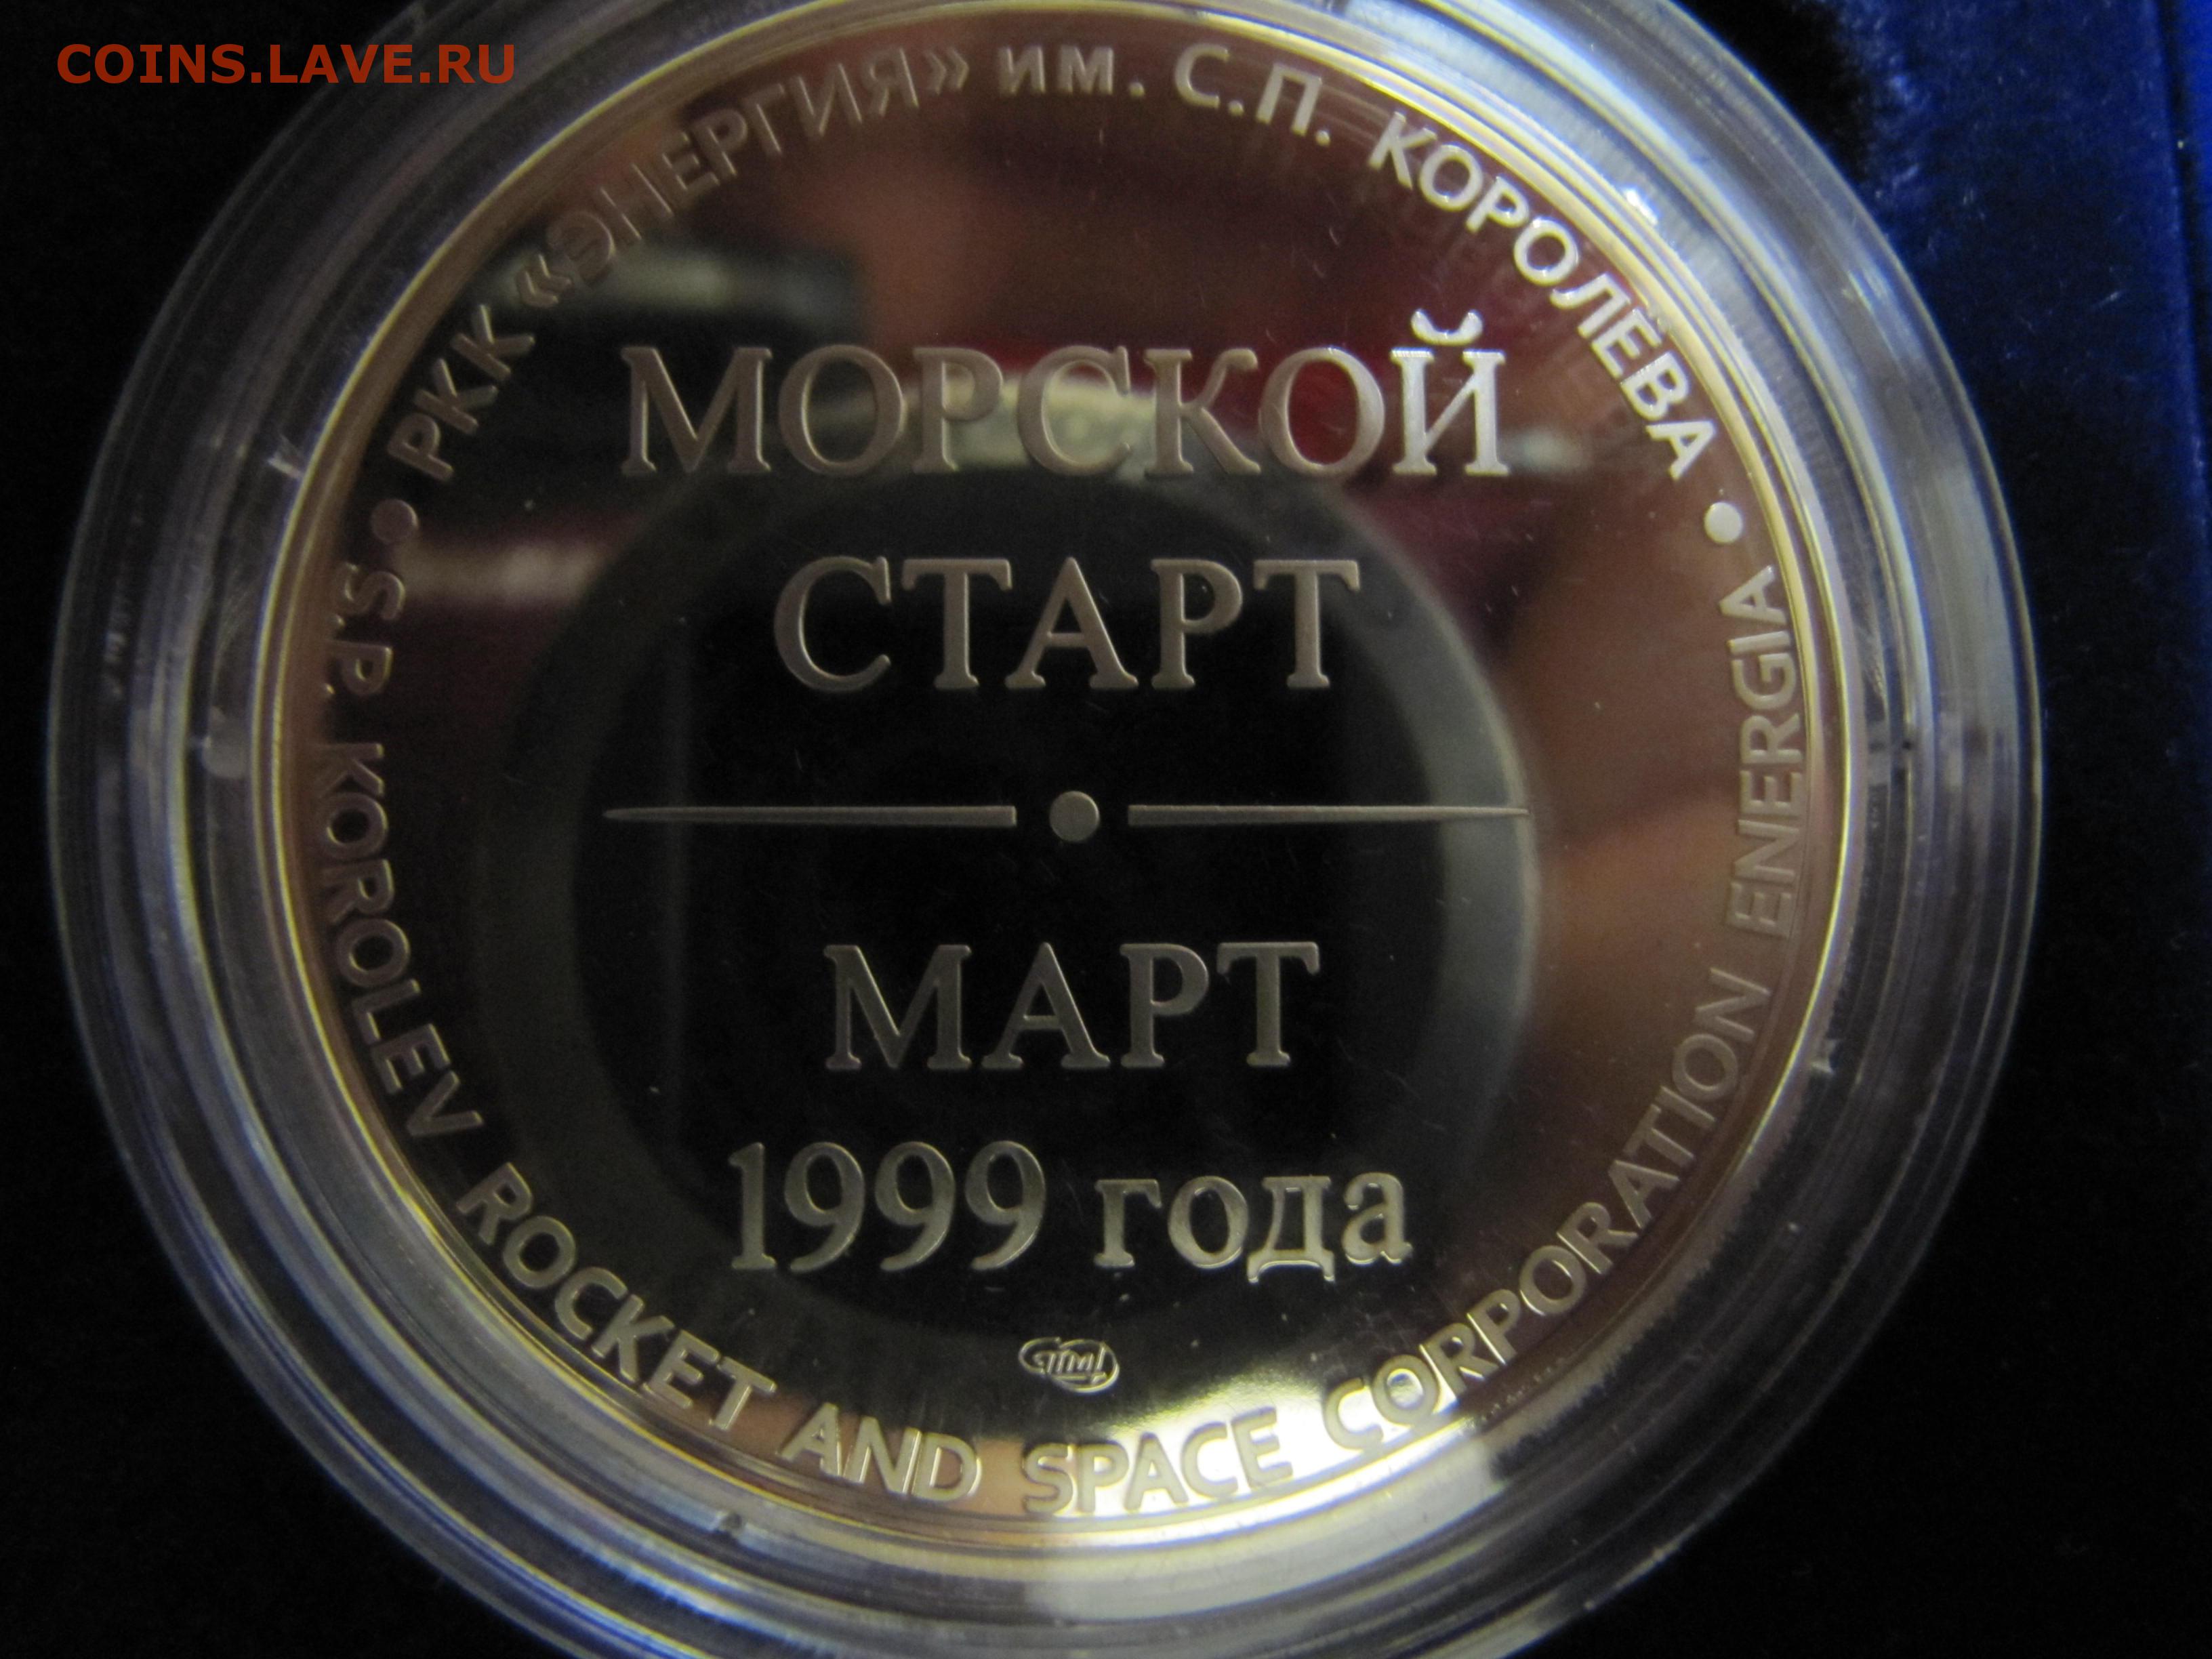 COINS.LAVE.RU
РКК «ЭНЕРГИЯ» им. С.П. КОРОЛЁВА
МОРСКОЙ
СТАРТ
МАРТ
1999 года
S.P. KOROLEV ROCKET AND SPACE CORPORATION ENERGIA